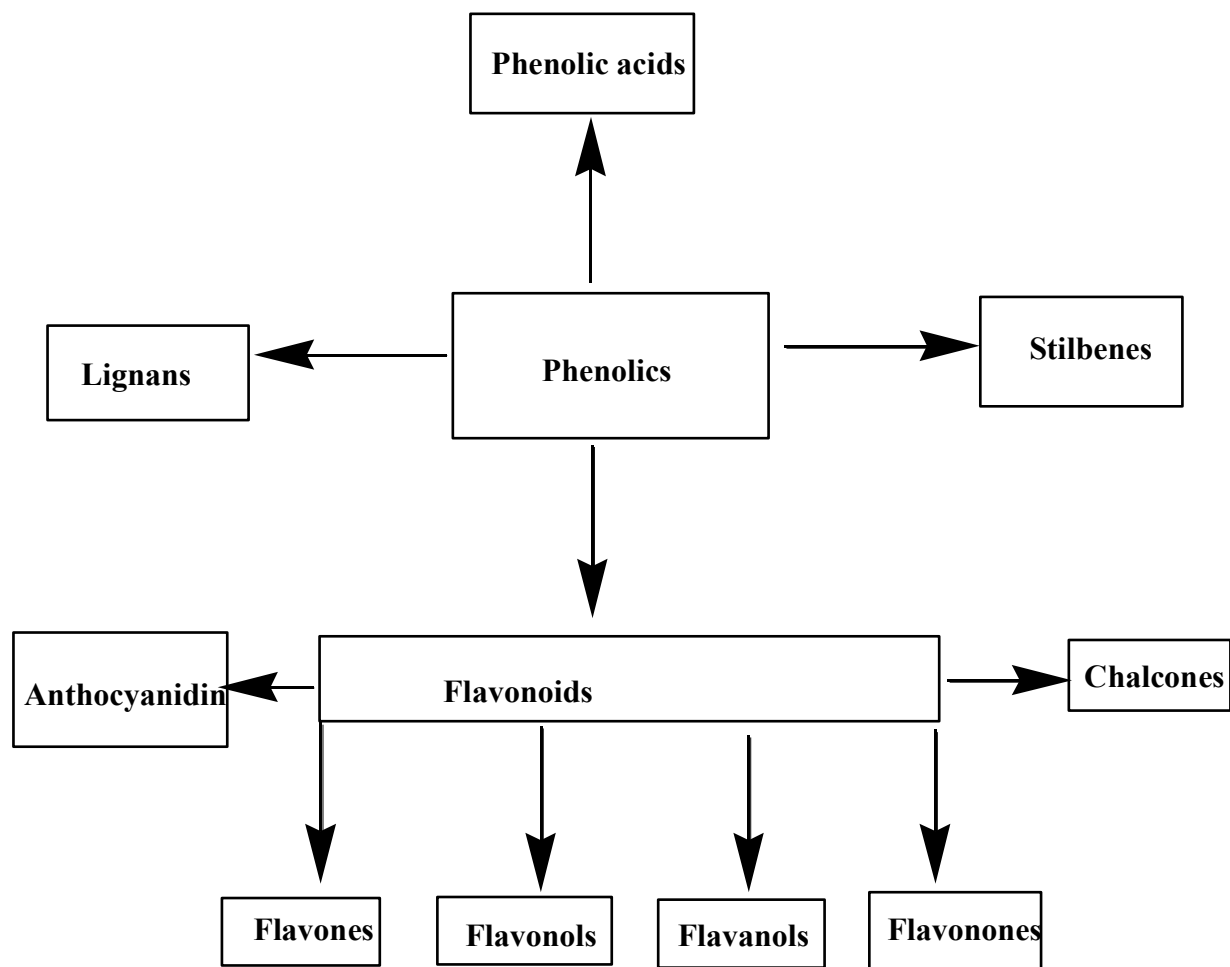 Phenolic acids
Lignans
Phenolics
Stilbenes
Anthocyanidin
Flavonoids
Chalcones
Flavones
Flavonols
Flavanols
Flavonones